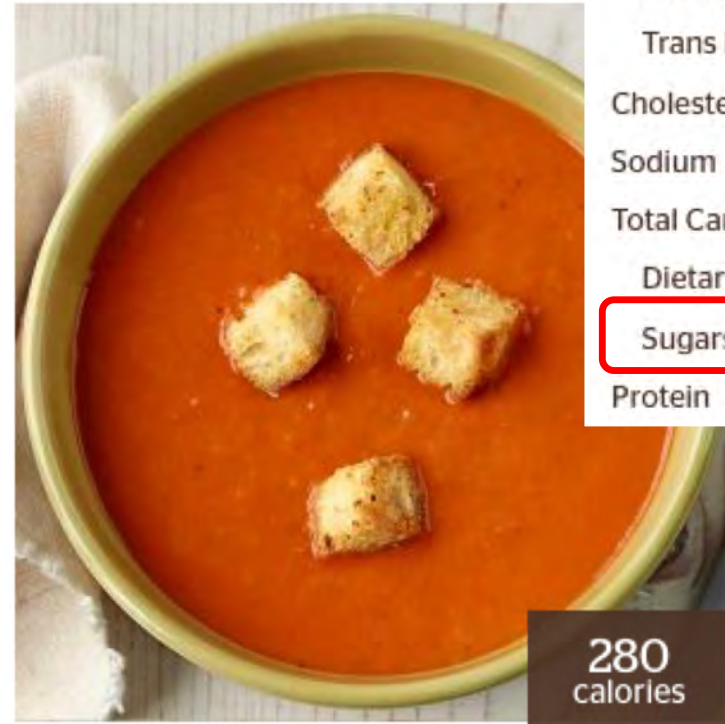 Trans
Choleste
Sodium
Total Car
Dietar
Sugars
Protein
280
calories